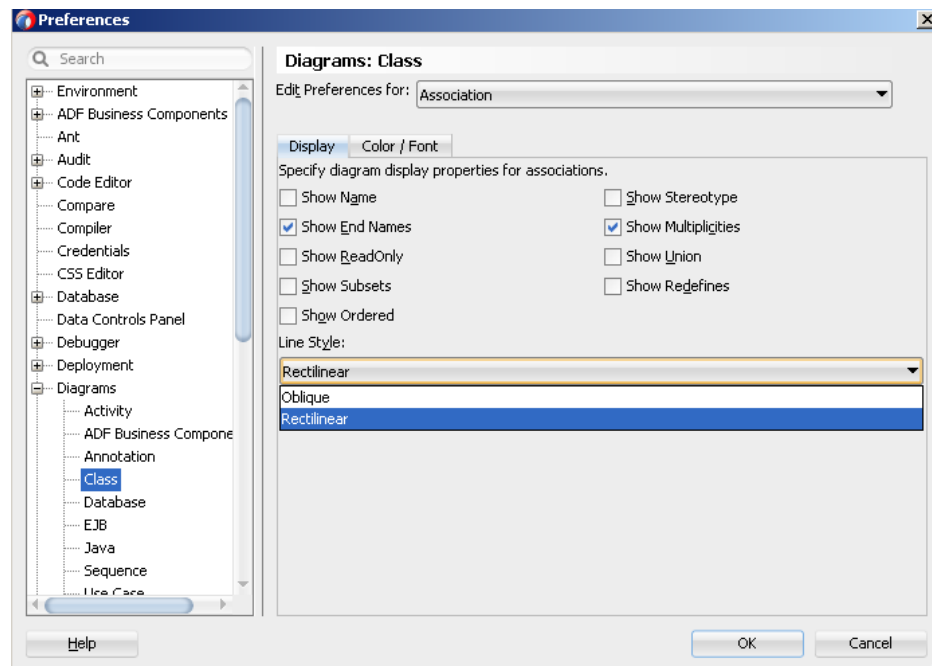 Preferences
Search
Environment
ADF Business Components
Ant
Audit
Code Editor
Compare
Compiler
Credentials
CSS Editor
Database
Data Controls Panel
Debugger
Deployment
Diagrams
Activity
ADF Business Compone
Annotation
Class
Database
EJB
Java
Sequence
Use Case
Diagrams: Class
Edit Preferences for: Association
Display Color / Font
Specify diagram display properties for associations.
Show Name Show Stereotype
Show End Names Show Multiplicities
Show ReadOnly Show Union
Show Subsets Show Redefines
Show Ordered
Line Style:
Rectilinear
Oblique
Rectilinear
Help OK Cancel